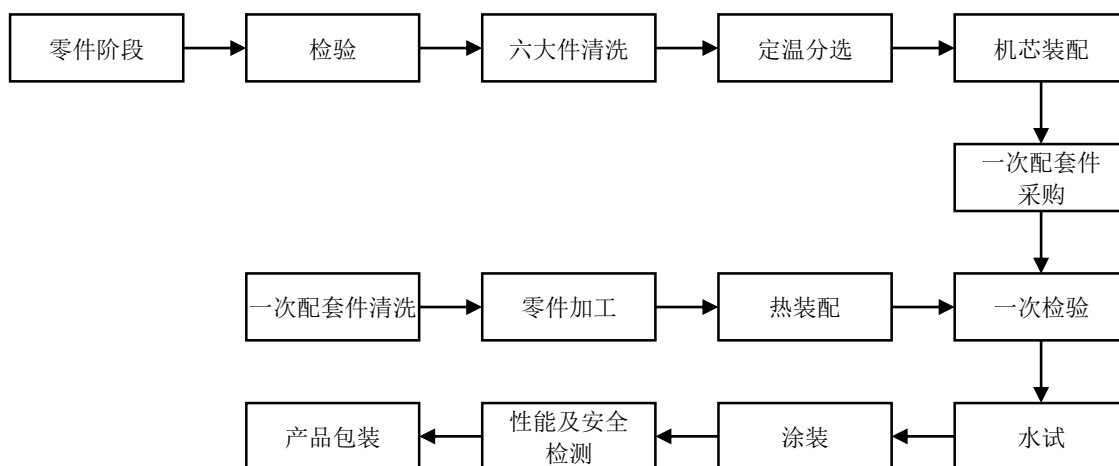 零件阶段
检验
六大件清洗
定温分选
机芯装配
一次配套件
采购
一次配套件清洗
零件加工
热装配
一次检验
产品包装
性能及安全
检测
涂装
水试